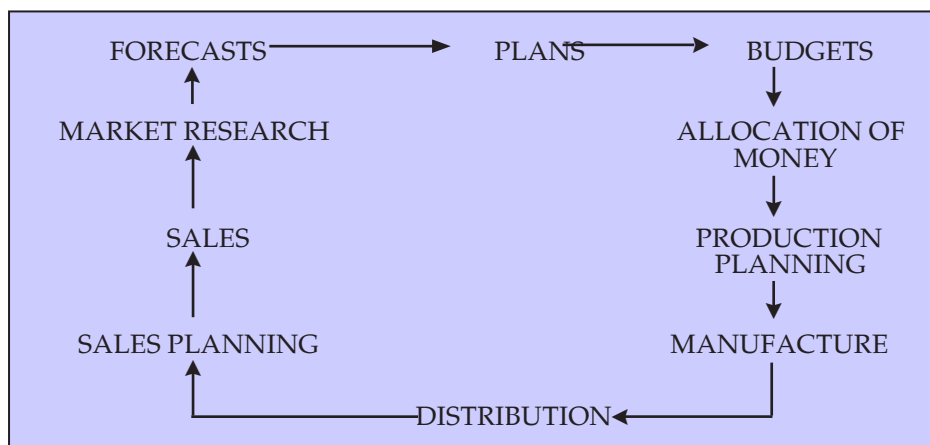 FORECASTS PLANS BUDGETS
MARKET RESEARCH ALLOCATION OF
MONEY
SALES PRODUCTION
PLANNING
SALES PLANNING MANUFACTURE
DISTRIBUTION